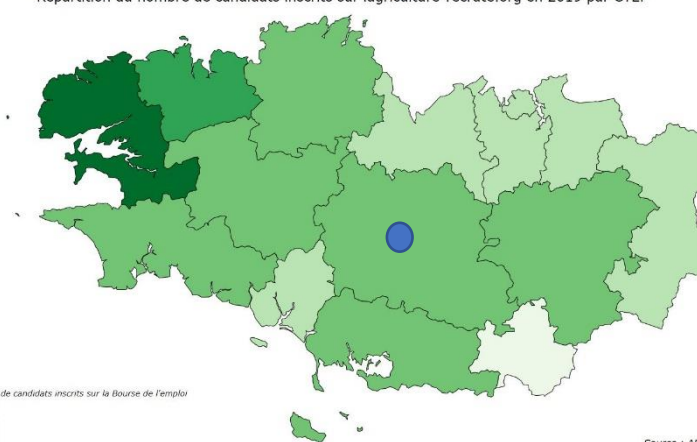 Répartition du nombre de candidats inscrits sur lagriculture-recrute.org en 2019 par GTL.
de candidats inscrits sur la Bourse de l'emploi
Source :